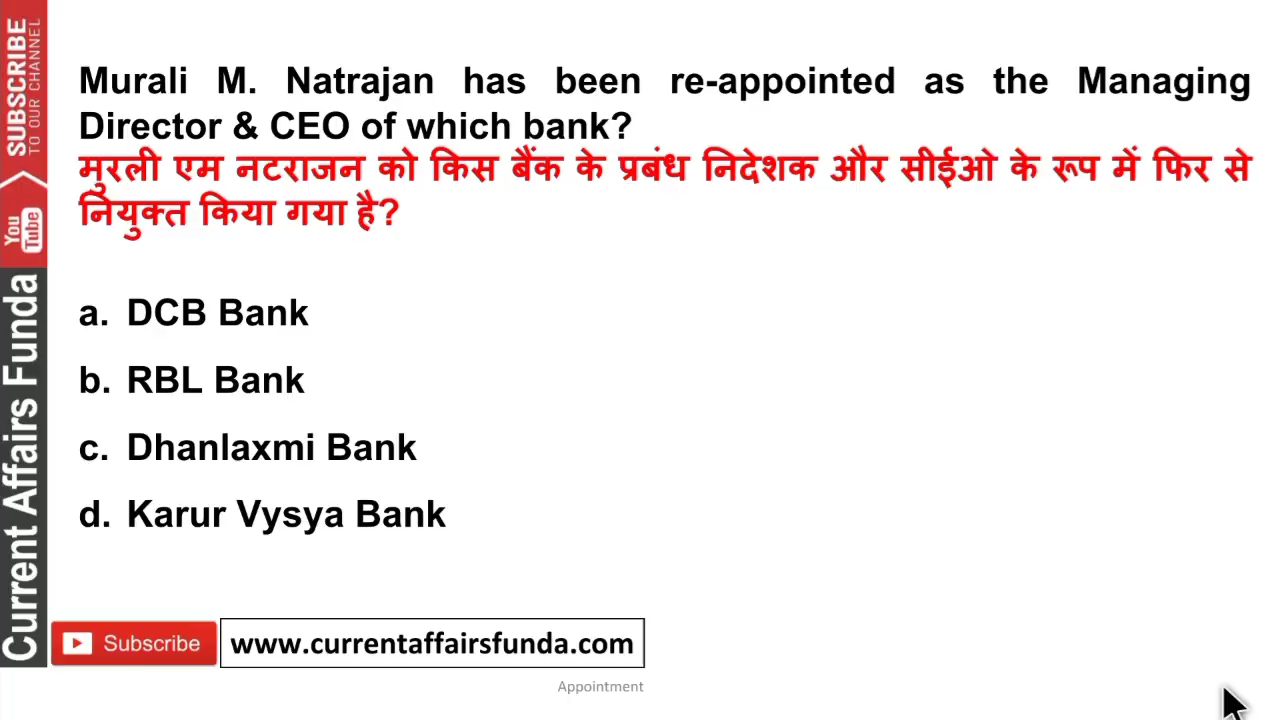 Murali M. Natrajan has been re-appointed as the Managing
Director & CEO of which bank?
मुरली एम नटराजन को किस बैंक के प्रबंध निदेशक और सीईओ के रूप में फिर से
नियुक्त किया गया है?
a. DCB Bank
b. RBL Bank
c. Dhanlaxmi Bank
d. Karur Vysya Bank
SUBSCRIBE
TO OUR CHANNEL
You Tube
Current Affairs Funda
Subscribe
www.currentaffairsfunda.com
Appointment